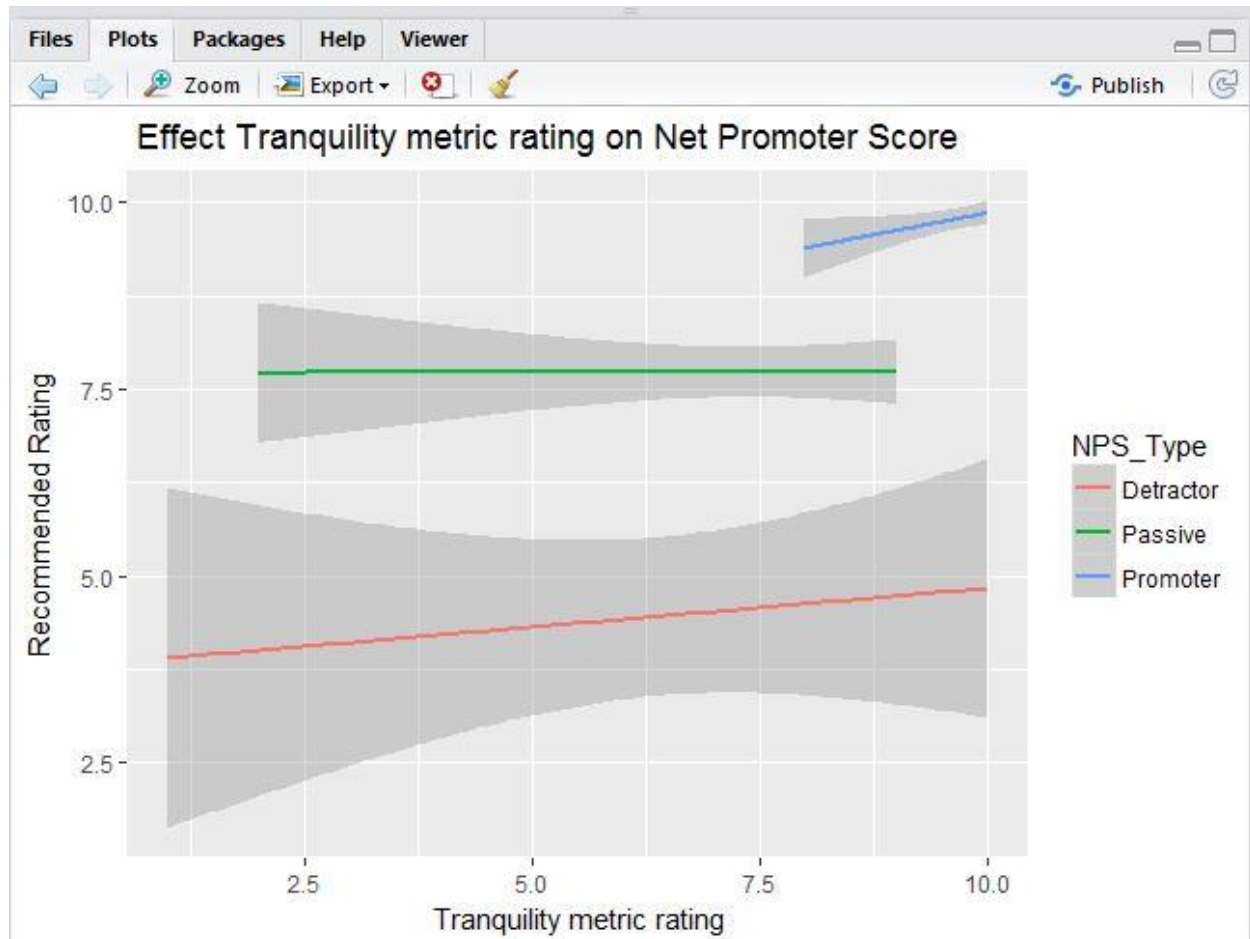 Files Plots Packages Help Viewer
Zoom Export Publish
Effect Tranquility metric rating on Net Promoter Score
10.0
7.5
5.0
2.5
Recommended Rating
2.5 5.0 7.5 10.0
Tranquility metric rating
NPS_Type
Detractor
Passive
Promoter